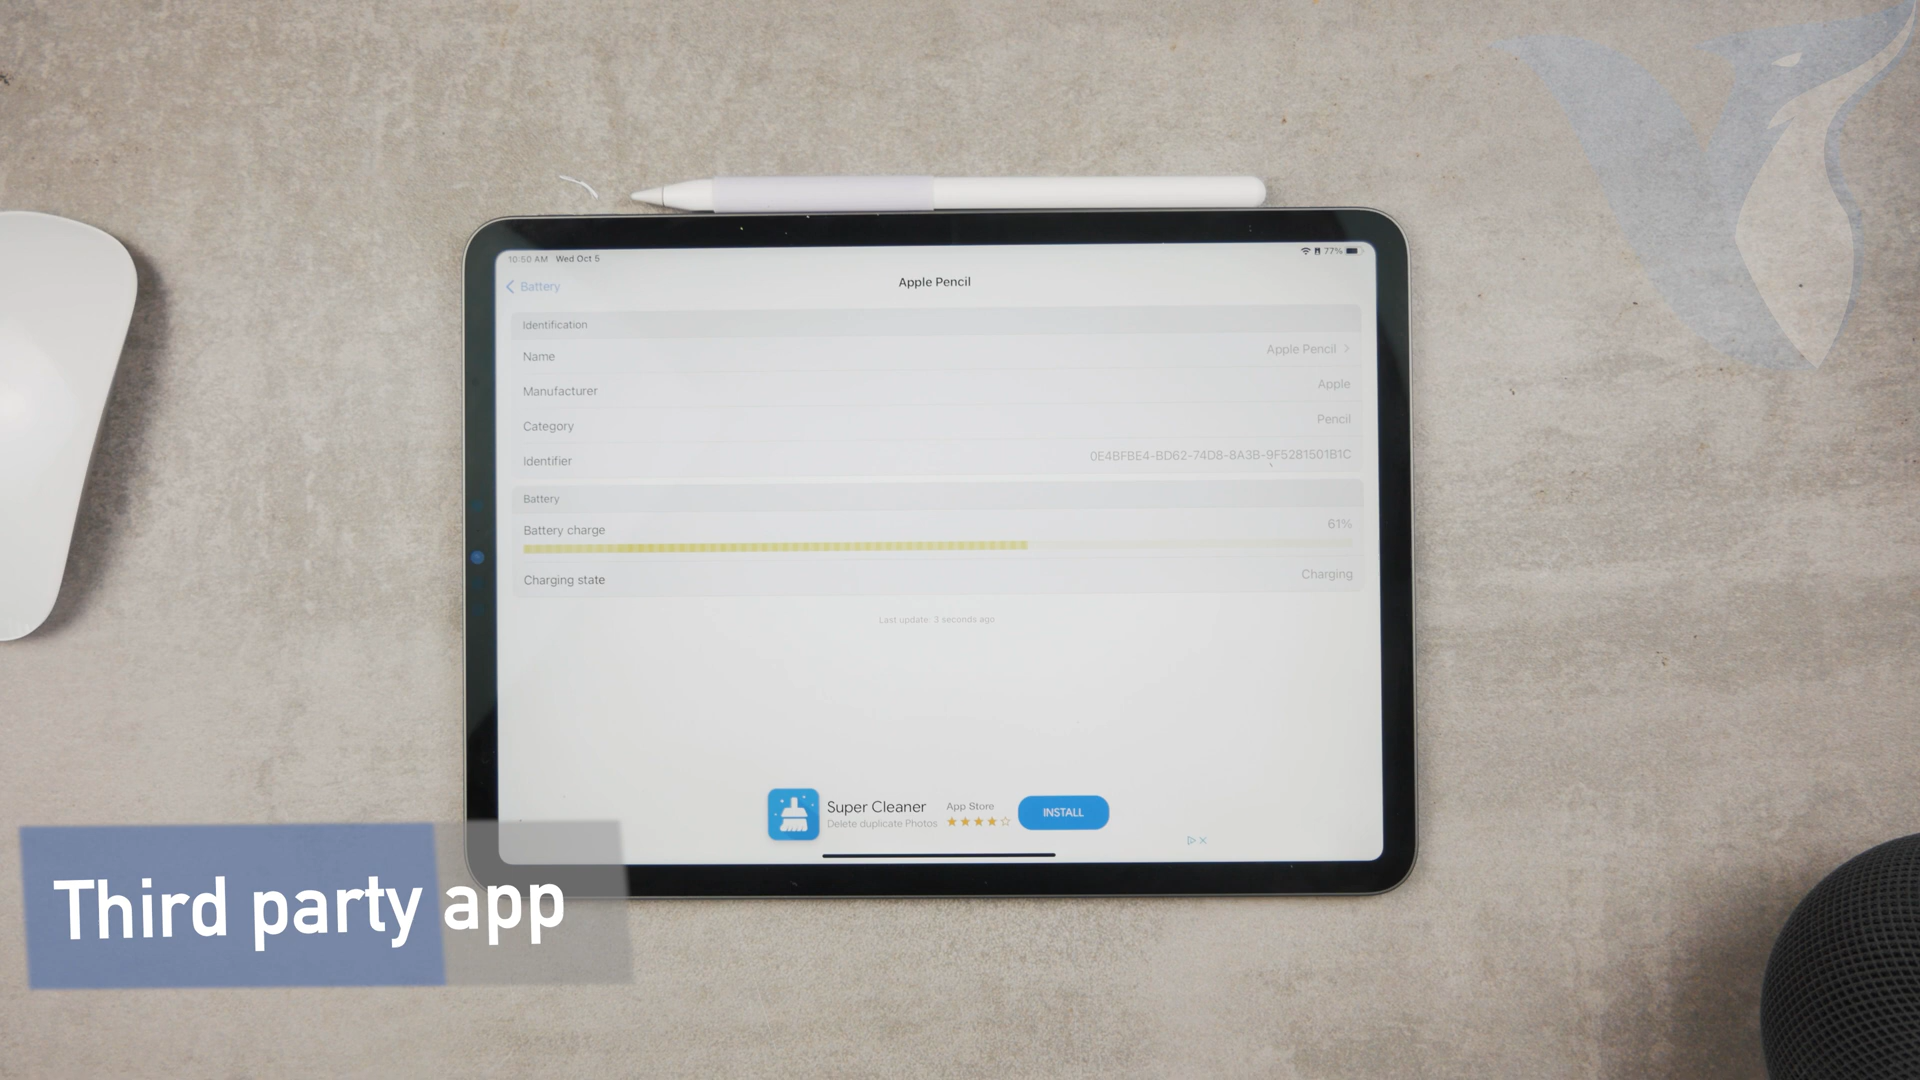 10:50 AM Wed Oct 5
77%
Battery
Apple Pencil
Identification
Name
Apple Pencil
Manufacturer
Apple
Category
Pencil
Identifier
0E4BFBE4-BD62-74D8-8A3B-9F5281501B1C
Battery
Battery charge
61%
Charging state
Charging
Last update 3 seconds ago
Super Cleaner
App Store
Delete duplicate Photos
INSTALL
Third party app